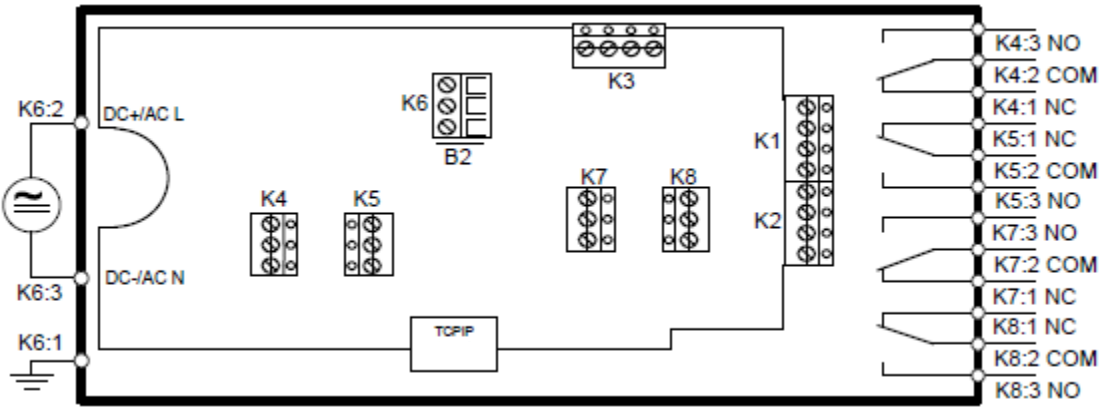 K6:2
DC+/AC L
K6:3
DC-/AC N
K6:1
K6
B2
K3
K4
K5
K7
K8
K1
K2
TCPIP
K4:3 NO
K4:2 COM
K4:1 NC
K5:1 NC
K5:2 COM
K5:3 NO
K7:3 NO
K7:2 COM
K7:1 NC
K8:1 NC
K8:2 COM
K8:3 NO